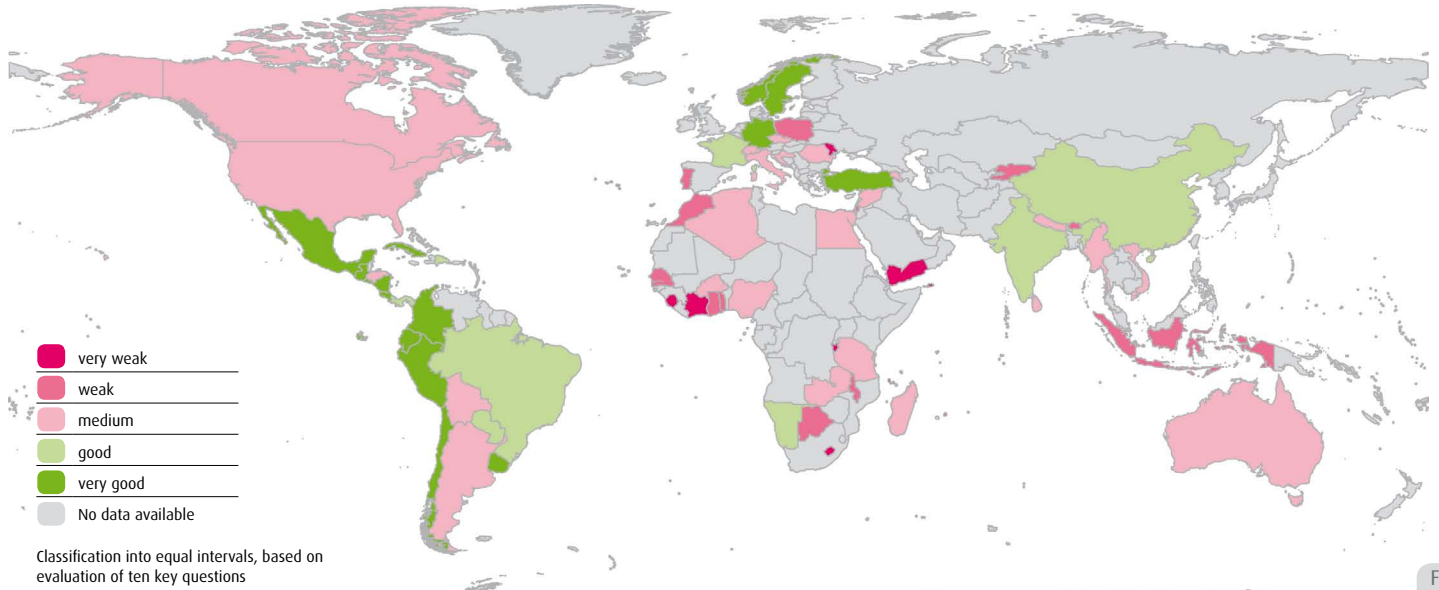 very weak
weak
medium
good
very good
No data available
Classification into equal intervals, based on
evaluation of ten key questions
F